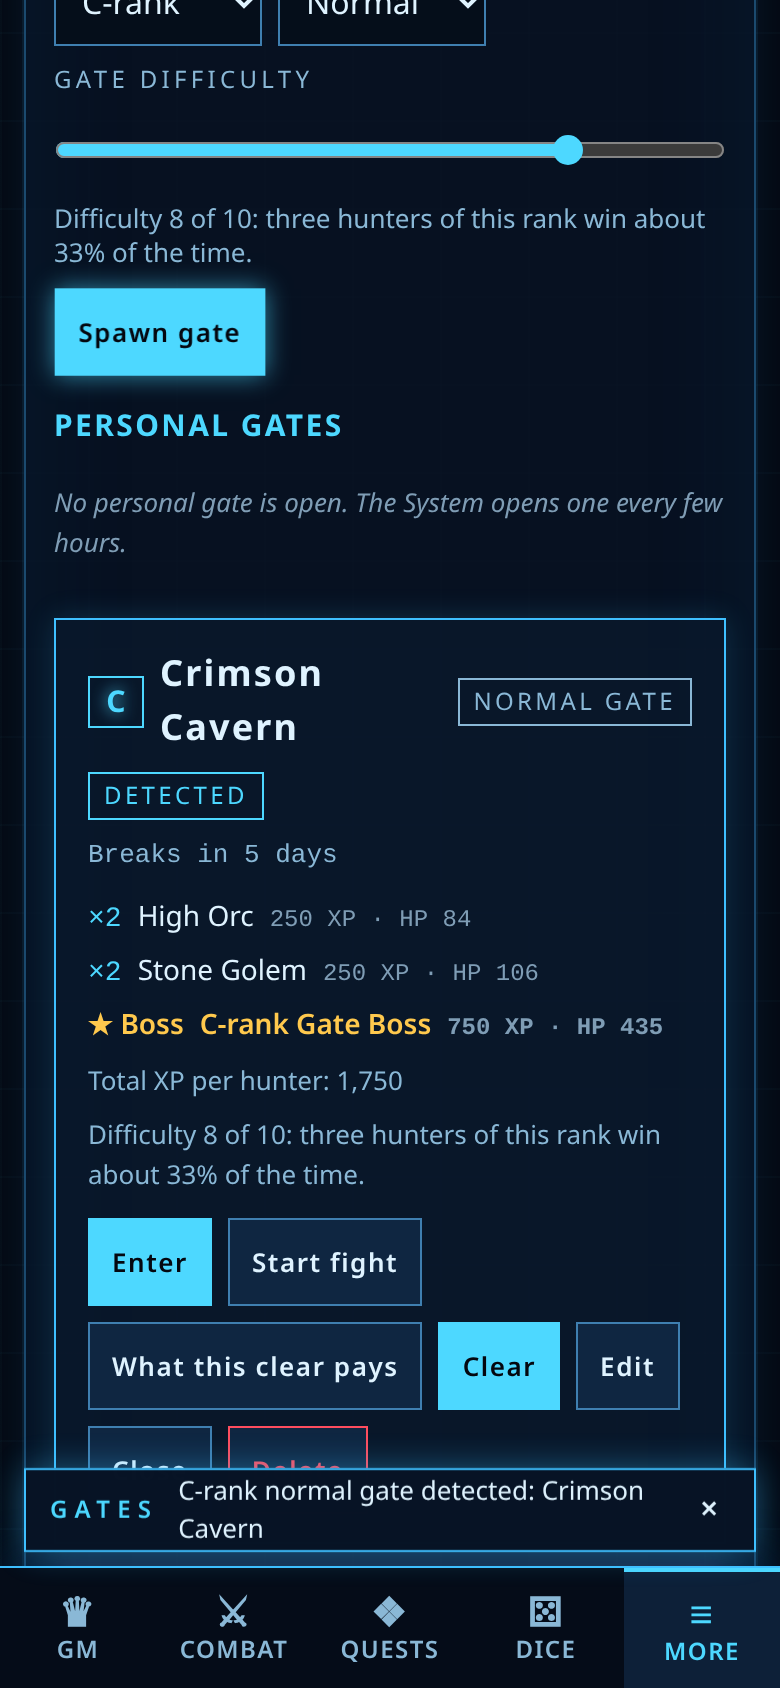 C-rank
Normal
GATE DIFFICULTY
Difficulty 8 of 10: three hunters of this rank win about
33% of the time.
Spawn gate
PERSONAL GATES
No personal gate is open. The System opens one every few
hours.
C
Crimson
Cavern
NORMAL GATE
DETECTED
Breaks in 5 days
×2 High Orc 250 XP · HP 84
×2 Stone Golem 250 XP · HP 106
★ Boss C-rank Gate Boss 750 XP · HP 435
Total XP per hunter: 1,750
Difficulty 8 of 10: three hunters of this rank win
about 33% of the time.
Enter
Start fight
What this clear pays
Clear
Edit
Close
Delete
GATES
C-rank normal gate detected: Crimson
Cavern
×
GM
COMBAT
QUESTS
DICE
MORE